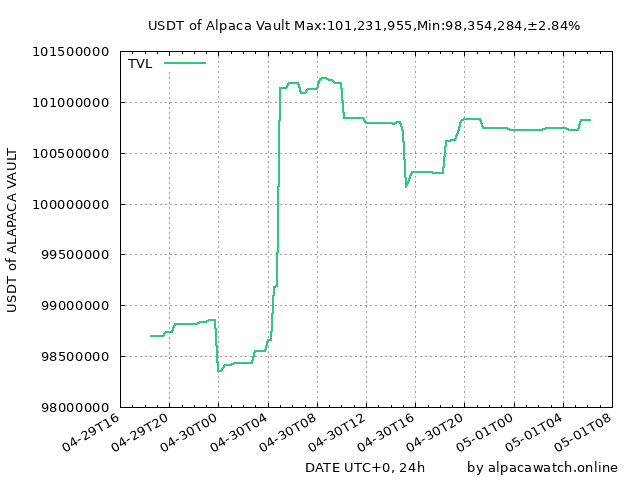 USDT of Alpaca Vault Max:101,231,955,Min:98,354,284,±2.84%
TVL
USDT of ALAPACA VAULT
101500000
101000000
100500000
100000000
99500000
99000000
98500000
98000000
04-29T16
04-29T20
04-30T00
04-30T04
04-30T08
04-30T12
04-30T16
04-30T20
05-01T00
05-01T04
05-01T08
DATE UTC+0, 24h
by alpacawatch.online